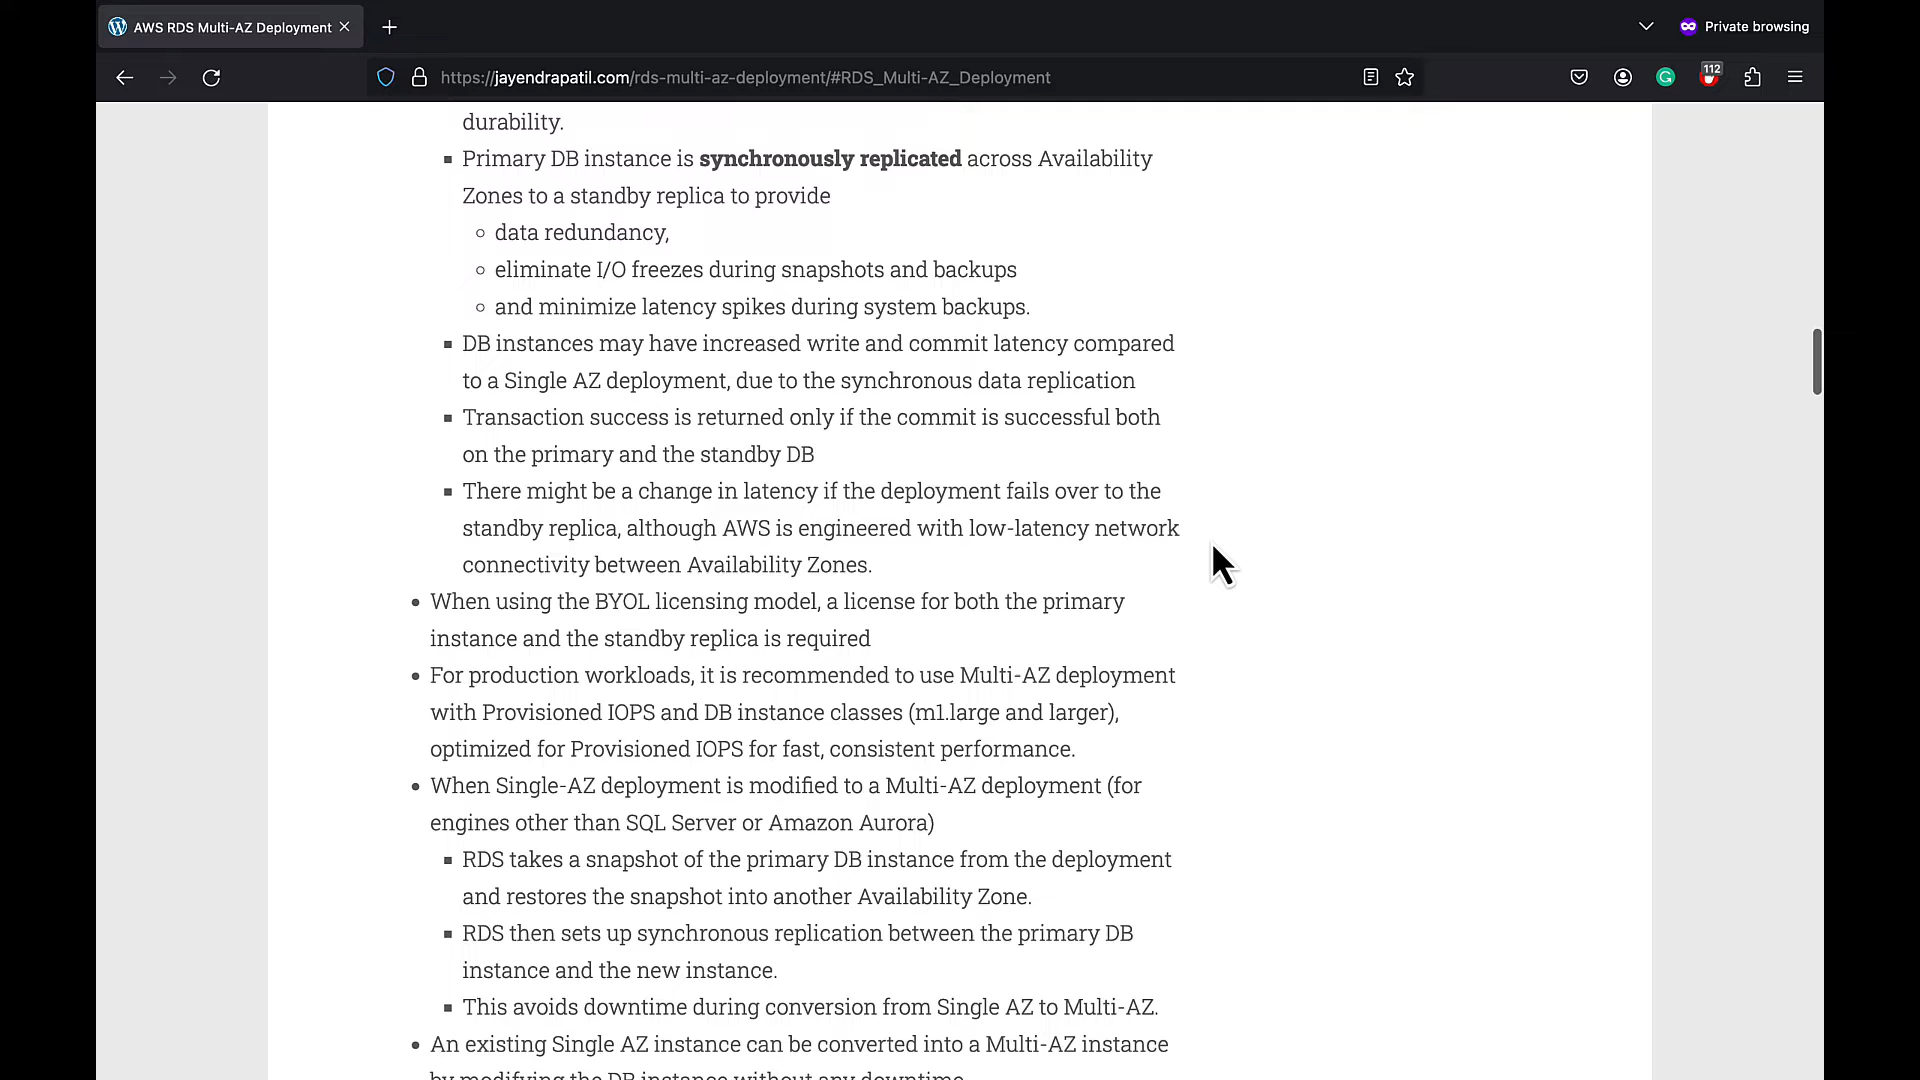 AWS RDS Multi-AZ Deployment
Private browsing
https://jayendrapatil.com/rds-multi-az-deployment/#RDS_Multi-AZ_Deployment
112
durability.
Primary DB instance is synchronously replicated across Availability
Zones to a standby replica to provide
data redundancy,
eliminate I/O freezes during snapshots and backups
and minimize latency spikes during system backups.
DB instances may have increased write and commit latency compared
to a Single AZ deployment, due to the synchronous data replication
Transaction success is returned only if the commit is successful both
on the primary and the standby DB
There might be a change in latency if the deployment fails over to the
standby replica, although AWS is engineered with low-latency network
connectivity between Availability Zones.
When using the BYOL licensing model, a license for both the primary
instance and the standby replica is required
For production workloads, it is recommended to use Multi-AZ deployment
with Provisioned IOPS and DB instance classes (m1.large and larger),
optimized for Provisioned IOPS for fast, consistent performance.
When Single-AZ deployment is modified to a Multi-AZ deployment (for
engines other than SQL Server or Amazon Aurora)
RDS takes a snapshot of the primary DB instance from the deployment
and restores the snapshot into another Availability Zone.
RDS then sets up synchronous replication between the primary DB
instance and the new instance.
This avoids downtime during conversion from Single AZ to Multi-AZ.
An existing Single AZ instance can be converted into a Multi-AZ instance
by modifying the DB instance without any downtime